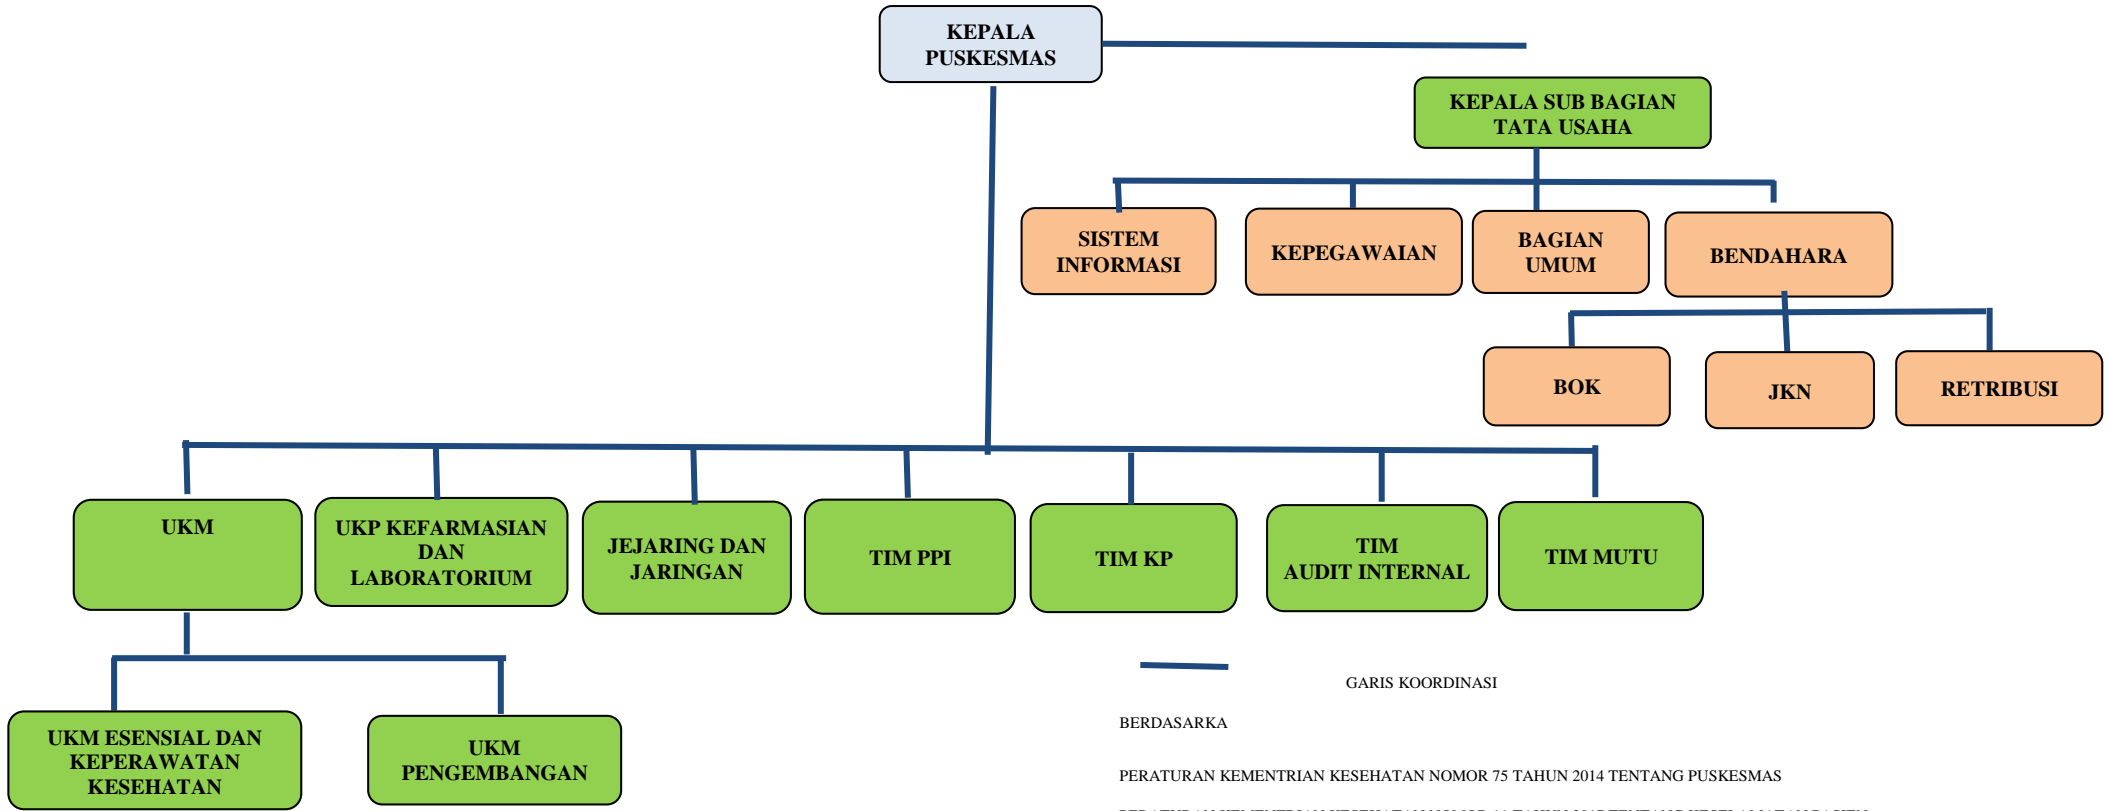 KEPALA
PUSKESMAS
KEPALA SUB BAGIAN
TATA USAHA
SISTEM
INFORMASI
KEPEGAWAIAN
BAGIAN
UMUM
BENDAHARA
BOK
JKN
RETRIBUSI
UKM
UKP KEFARMASIAN
DAN
LABORATORIUM
JEJARING DAN
JARINGAN
TIM PPI
TIM KP
TIM
AUDIT INTERNAL
TIM MUTU
UKM ESENSIAL DAN
KEPERAWATAN
KESEHATAN
UKM
PENGEMBANGAN
GARIS KOORDINASI
BERDASARKA
PERATURAN KEMENTRIAN KESEHATAN NOMOR 75 TAHUN 2014 TENTANG PUSKESMAS